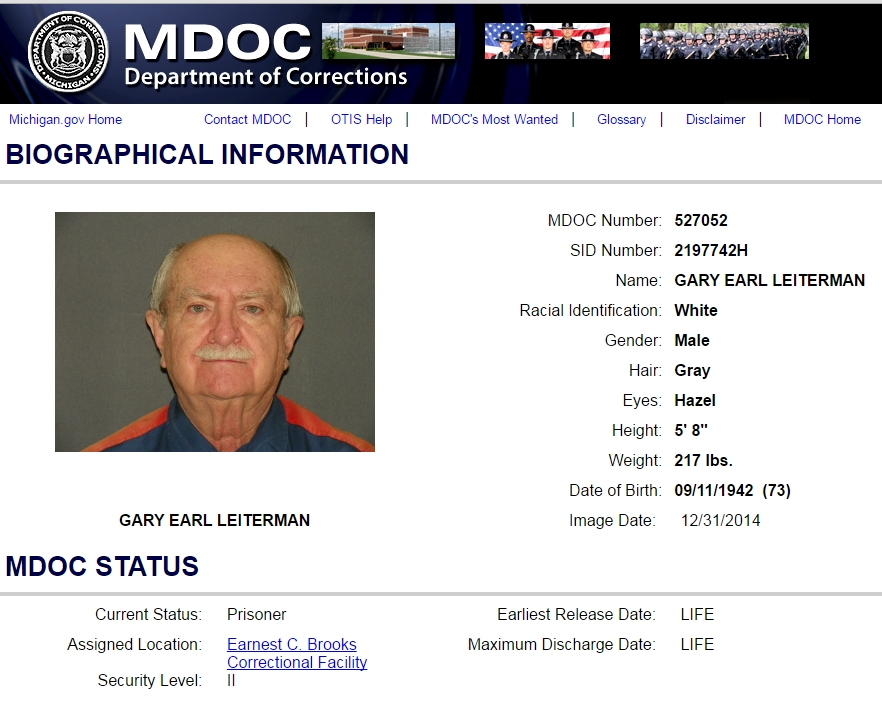 DEPARTMENT OF CORRECTIONS
MICHIGAN
MDOC
Department of Corrections
Michigan.gov Home Contact MDOC | OTIS Help | MDOC's Most Wanted | Glossary | Disclaimer | MDOC Home
BIOGRAPHICAL INFORMATION
MDOC Number: 527052
SID Number: 2197742H
Name: GARY EARL LEITERMAN
Racial Identification: White
Gender: Male
Hair: Gray
Eyes: Hazel
Height: 5' 8"
Weight: 217 lbs.
Date of Birth: 09/11/1942 (73)
GARY EARL LEITERMAN Image Date: 12/31/2014
MDOC STATUS
Current Status: Prisoner Earliest Release Date: LIFE
Assigned Location: Earnest C. Brooks Maximum Discharge Date: LIFE
Correctional Facility
Security Level: II